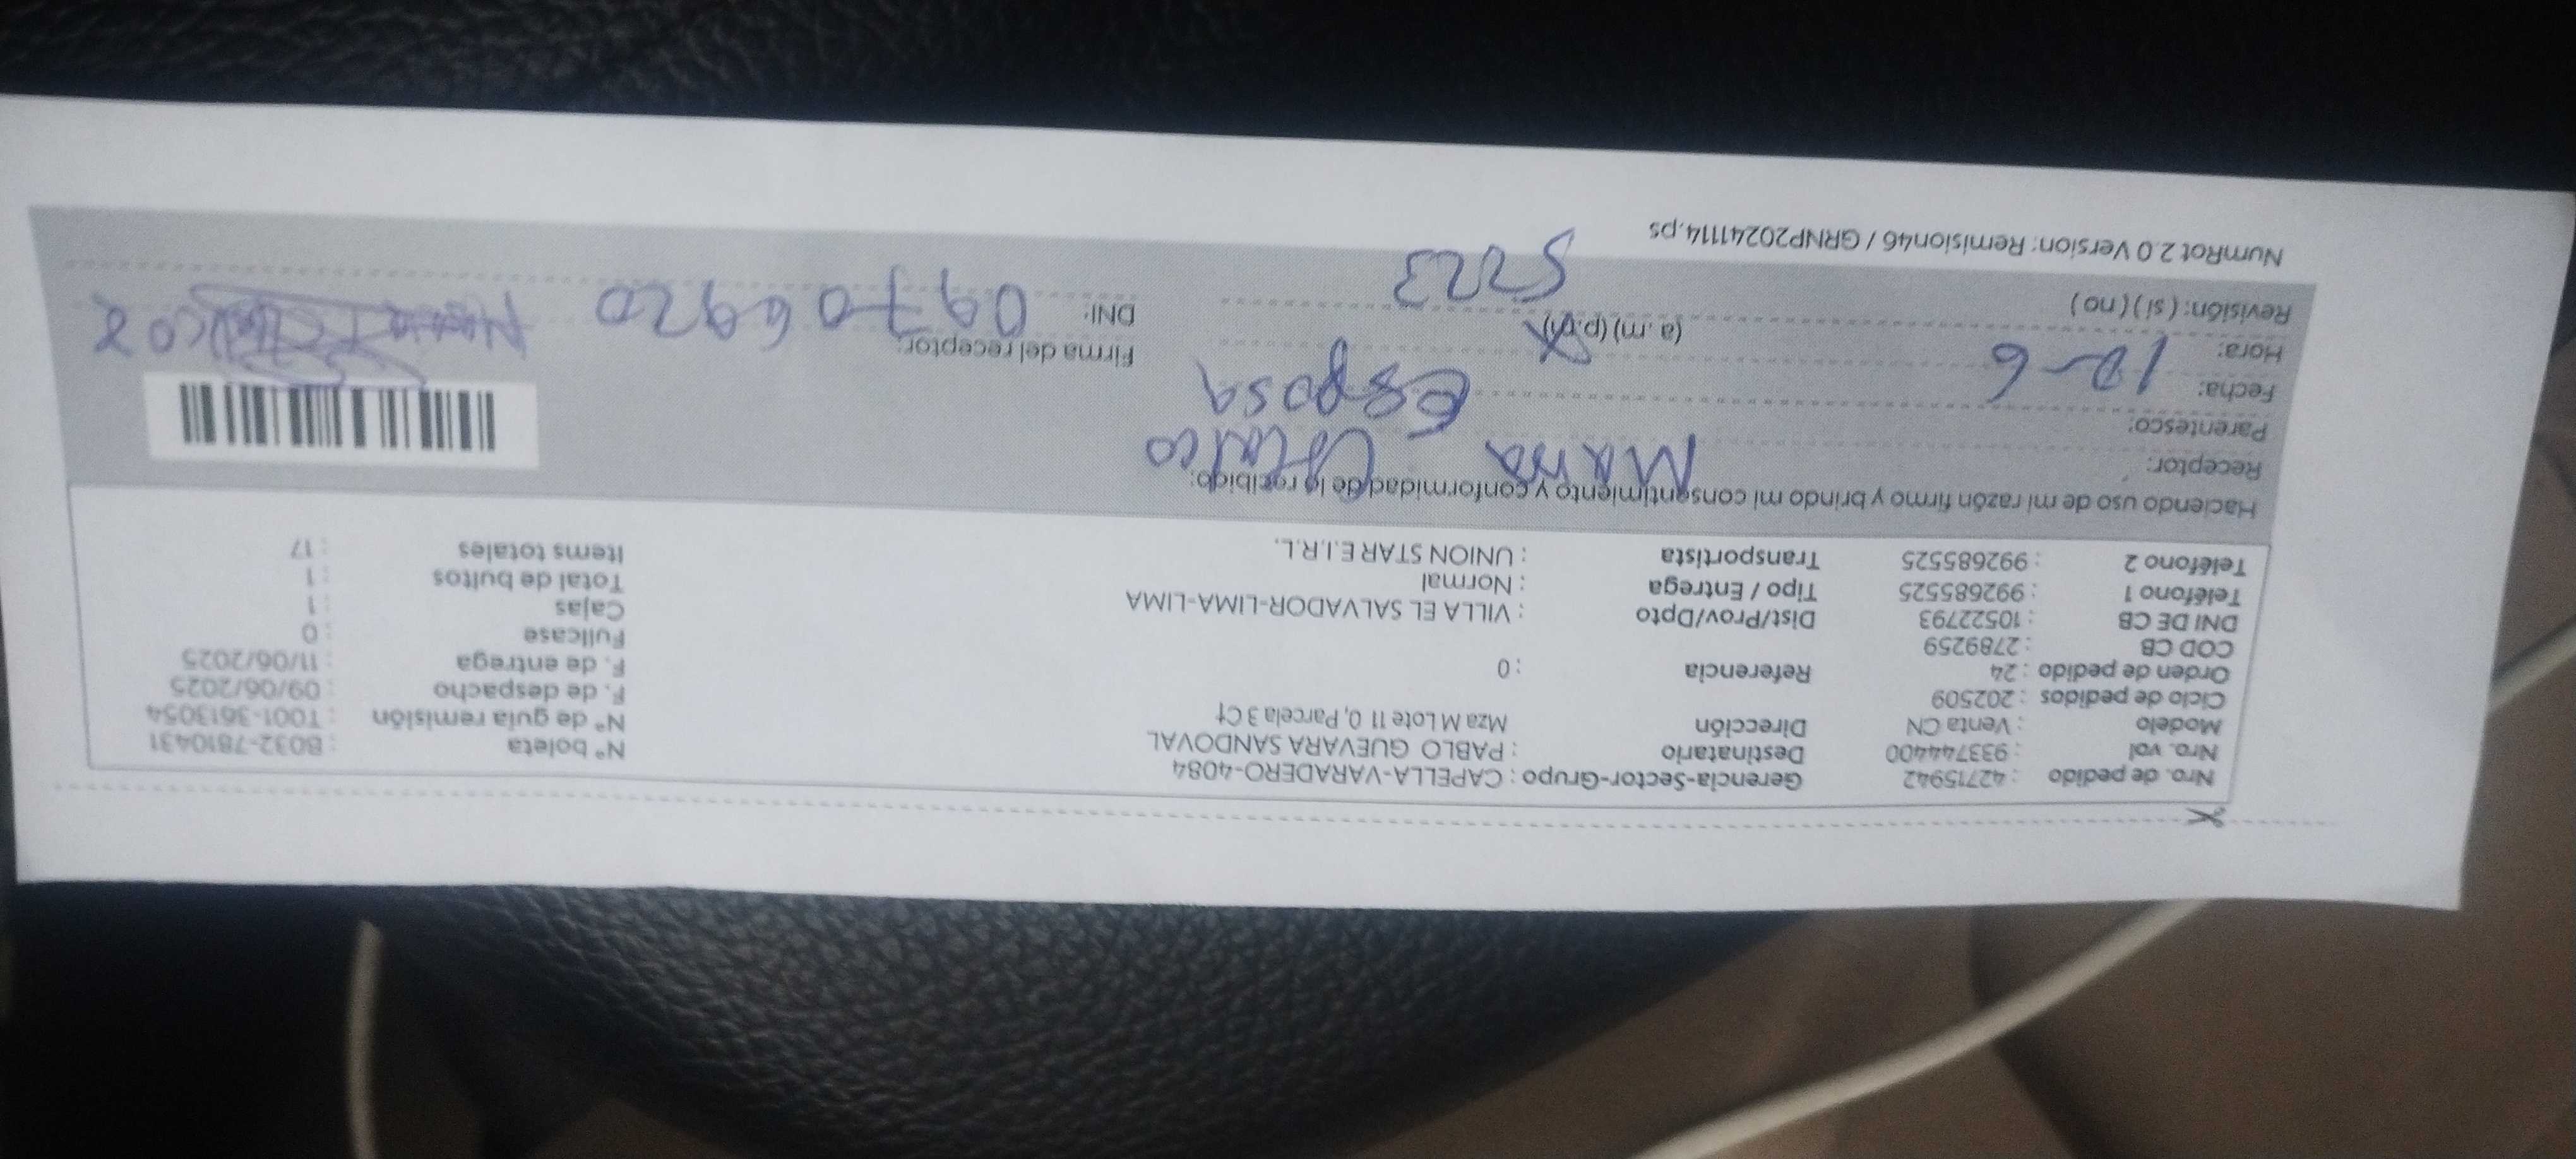 Nro. de pedido : 42715942 Gerencia-Sector-Grupo : CAPELLA-VARADERO-4084
Nro. vol : 9337444400 Destinatario : PABLO GUEVARA SANDOVAL Nº boleta : B032-7810431
Modelo : Venta CN Dirección Mza M Lote 11 0, Parcela 3 Cf Nº de guía remisión : T001-3613054
Ciclo de pedidos : 202509 F. de despacho : 09/06/2025
Orden de pedido : 24 Referencia : 0 F. de entrega : 11/06/2025
COD CB : 2789259 Fullcase : 0
DNI DE CB : 10522793 Dist/Prov/Dpto : VILLA EL SALVADOR-LIMA-LIMA Cajas : 1
Teléfono 1 : 992685525 Tipo / Entrega : Normal Total de bultos : 1
Teléfono 2 : 992685525 Transportista : UNION STAR E.I.R.L. Items totales : 17
Haciendo uso de mi razón firmo y brindo mi consentimiento y conformidad de lo recibido:
Receptor: Maria
Parentesco: Esposa
Fecha: 12-6
Hora: (a.m) (p.m) Firma del receptor:
Revisión: ( si ) ( no ) 5223 DNI: 09706920
NumRot 2.0 Version: Remision46 / GRNP20241114.ps